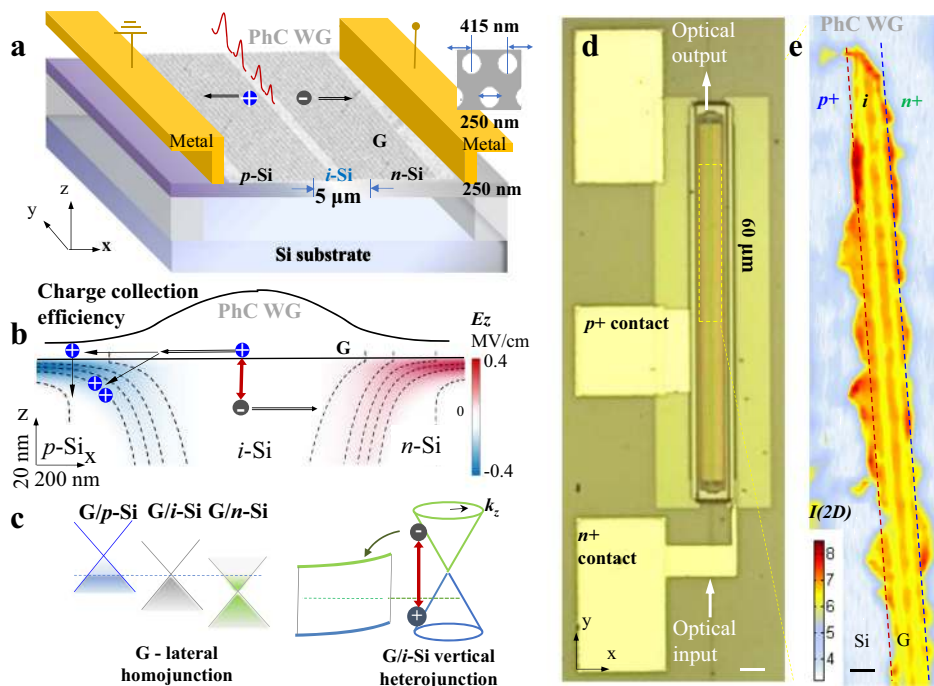 a
PhC WG
415 nm
250 nm
Metal
Metal
G
p-Si
i-Si
n-Si
250 nm
5 μm
z
y
x
Si substrate
b
Charge collection
efficiency
PhC WG
G
Ez
MV/cm
0.4
0
-0.4
z
p-Si
x
20 nm
200 nm
i-Si
n-Si
c
G/p-Si
G/i-Si
G/n-Si
k_z
G - lateral
homojunction
G/i-Si vertical
heterojunction
d
Optical
output
60 μm
p+ contact
n+
contact
y
x
Optical
input
e
PhC WG
p+
i
n+
I(2D)
8
7
6
5
4
3
Si
G